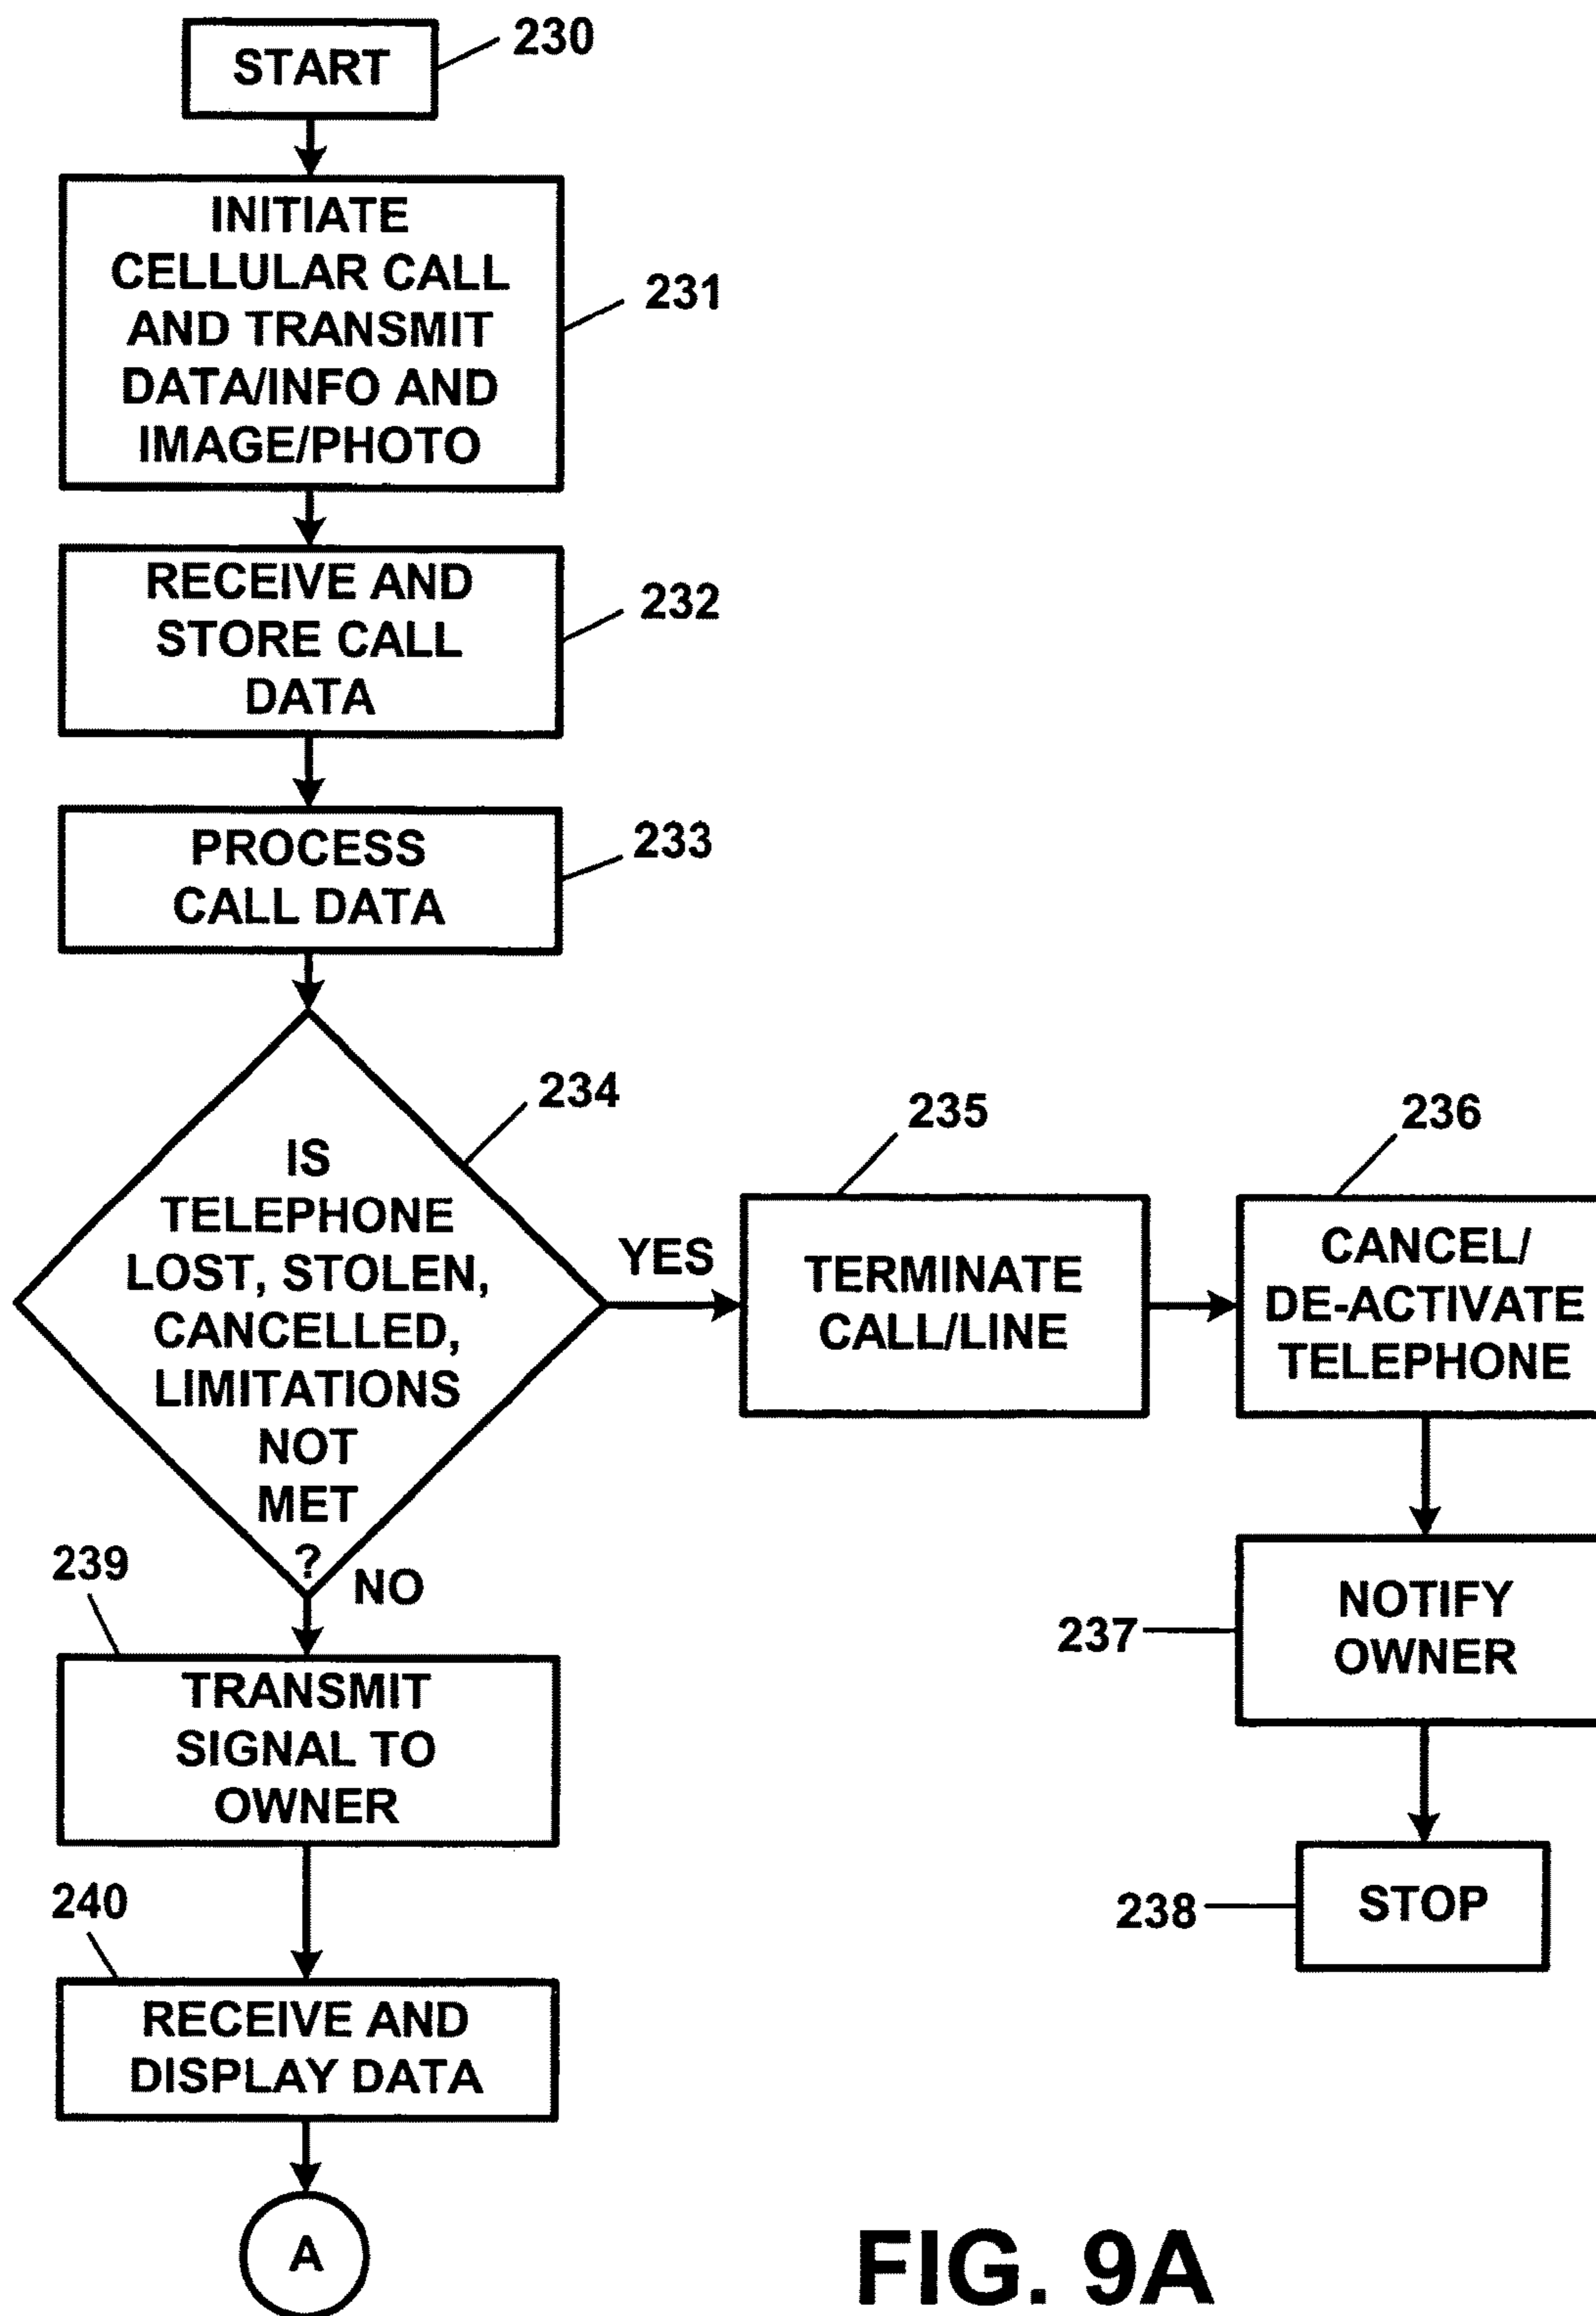 START
230
INITIATE
CELLULAR CALL
AND TRANSMIT
DATA/INFO AND
IMAGE/PHOTO
231
RECEIVE AND
STORE CALL
DATA
232
PROCESS
CALL DATA
233
IS
TELEPHONE
LOST, STOLEN,
CANCELLED,
LIMITATIONS
NOT
MET
?
234
YES
NO
TERMINATE
CALL/LINE
235
CANCEL/
DE-ACTIVATE
TELEPHONE
236
NOTIFY
OWNER
237
STOP
238
239
TRANSMIT
SIGNAL TO
OWNER
240
RECEIVE AND
DISPLAY DATA
A
FIG. 9A